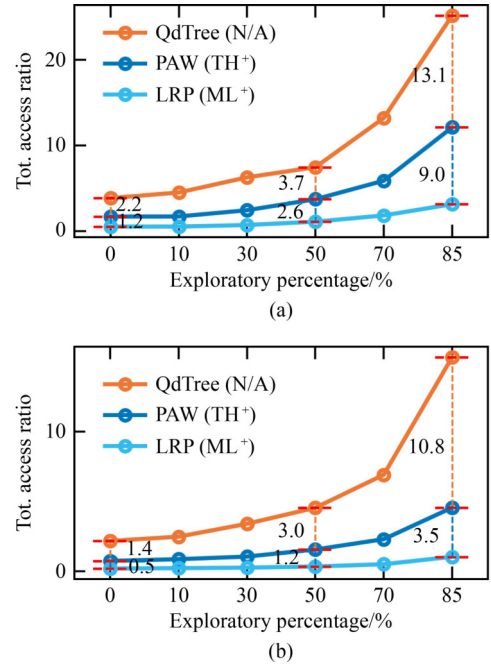 (a)
QdTree (N/A)
PAW (TH+)
LRP (ML+)
Tot. access ratio
20
10
0
2.2
1.2
3.7
2.6
13.1
9.0
0 10 30 50 70 85
Exploratory percentage/%
(a)
QdTree (N/A)
PAW (TH+)
LRP (ML+)
Tot. access ratio
10
0
1.4
0.5
3.0
1.2
10.8
3.5
0 10 30 50 70 85
Exploratory percentage/%
(b)